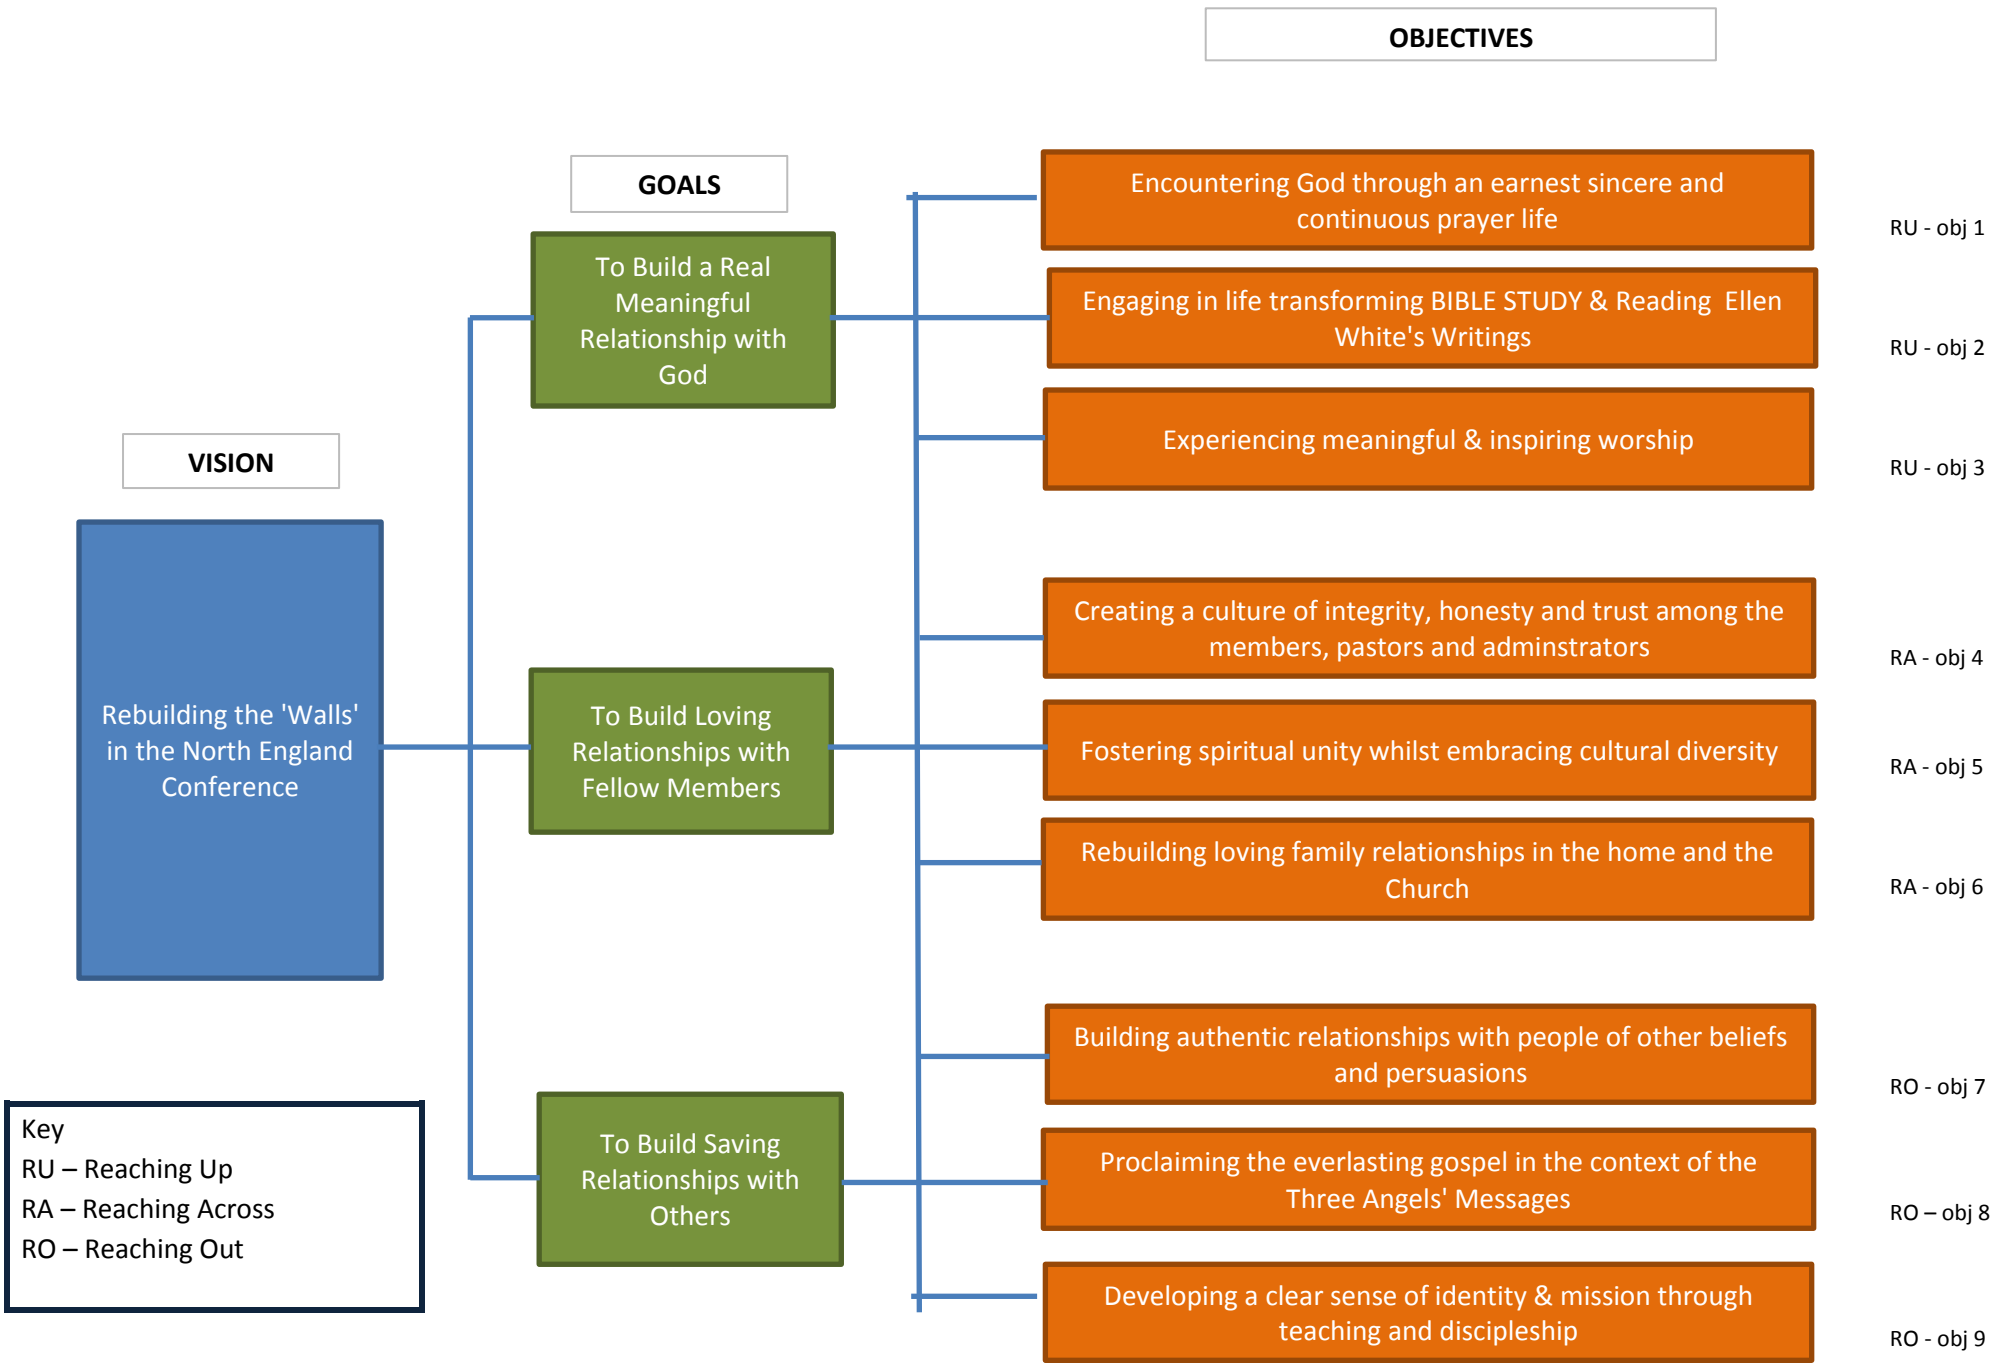 OBJECTIVES
GOALS
VISION
Rebuilding the 'Walls'
in the North England
Conference
To Build a Real
Meaningful
Relationship with
God
To Build Loving
Relationships with
Fellow Members
To Build Saving
Relationships with
Others
Encountering God through an earnest sincere and
continuous prayer life
RU - obj 1
Engaging in life transforming BIBLE STUDY & Reading Ellen
White's Writings
RU - obj 2
Experiencing meaningful & inspiring worship
RU - obj 3
Creating a culture of integrity, honesty and trust among the
members, pastors and adminstrators
RA - obj 4
Fostering spiritual unity whilst embracing cultural diversity
RA - obj 5
Rebuilding loving family relationships in the home and the
Church
RA - obj 6
Building authentic relationships with people of other beliefs
and persuasions
RO - obj 7
Proclaiming the everlasting gospel in the context of the
Three Angels' Messages
RO – obj 8
Developing a clear sense of identity & mission through
teaching and discipleship
RO - obj 9
Key
RU – Reaching Up
RA – Reaching Across
RO – Reaching Out